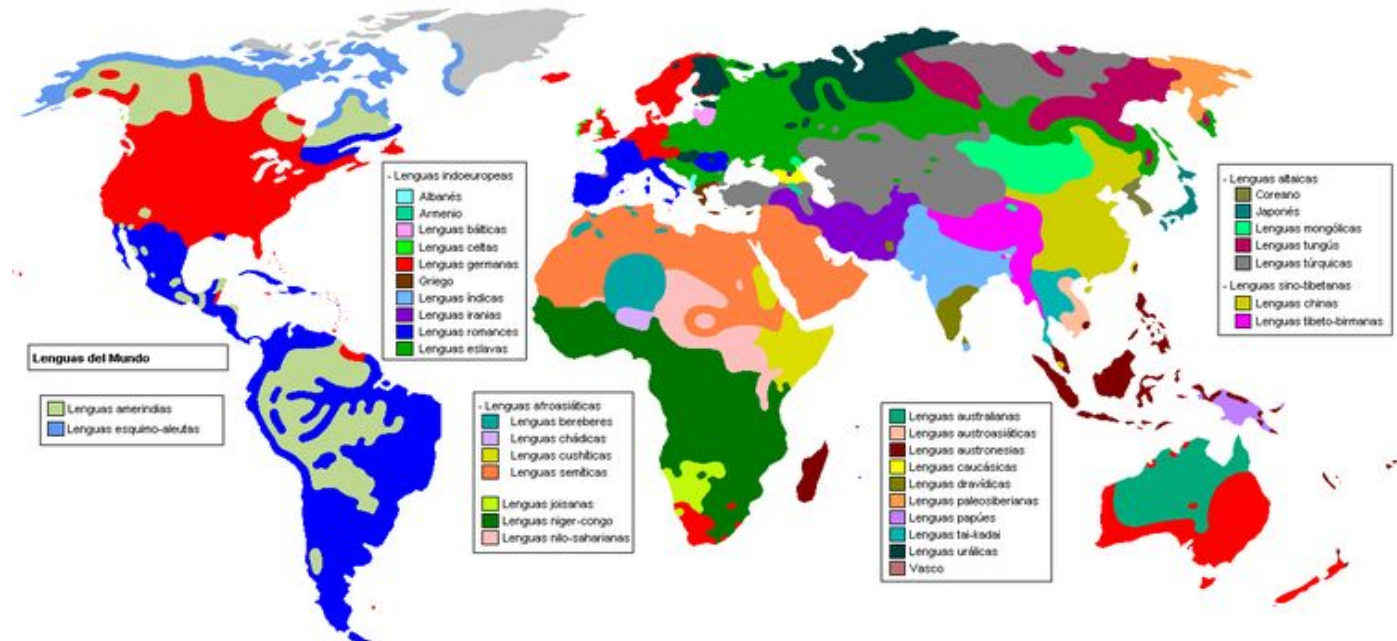 - Lenguas indoeuropeas
Albanés
Armenio
Lenguas bálticas
Lenguas celtas
Lenguas germanas
Griego
Lenguas índicas
Lenguas iranias
Lenguas romances
Lenguas eslavas
Lenguas del Mundo
Lenguas amerindias
Lenguas esquimo-aleutas
- Lenguas afroasiáticas
Lenguas bereberes
Lenguas chádicas
Lenguas cushíticas
Lenguas semíticas
Lenguas joisanas
Lenguas niger-congo
Lenguas nilo-saharianas
- Lenguas altaicas
Coreano
Japonés
Lenguas mongólicas
Lenguas tungús
Lenguas túrquicas
- Lenguas sino-tibetanas
Lenguas chinas
Lenguas tibeto-birmanas
Lenguas australianas
Lenguas austroasiáticas
Lenguas austronesias
Lenguas caucásicas
Lenguas dravídicas
Lenguas paleosiberianas
Lenguas papúes
Lenguas tai-kadai
Lenguas urálicas
Vasco